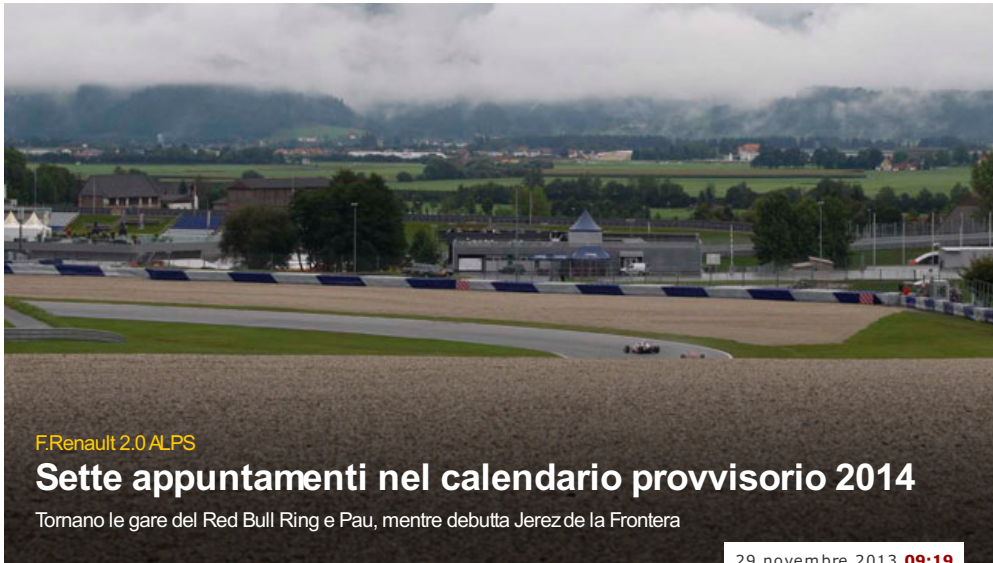 F.Renault 2.0 ALPS
Sette appuntamenti nel calendario provvisorio 2014
Tornano le gare del Red Bull Ring e Pau, mentre debutta Jerez de la Frontera
29 novembre 2013 09:19